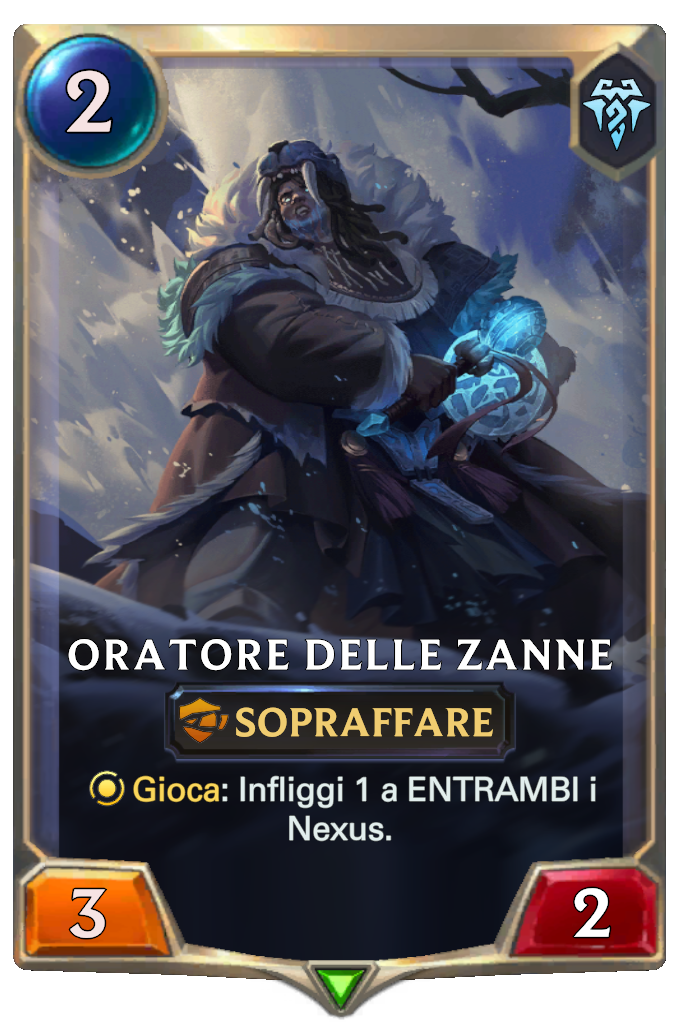 2
ORATORE DELLE ZANNE
SOPRAFFARE
Gioca: Infliggi 1 a ENTRAMBI i
Nexus.
3
2